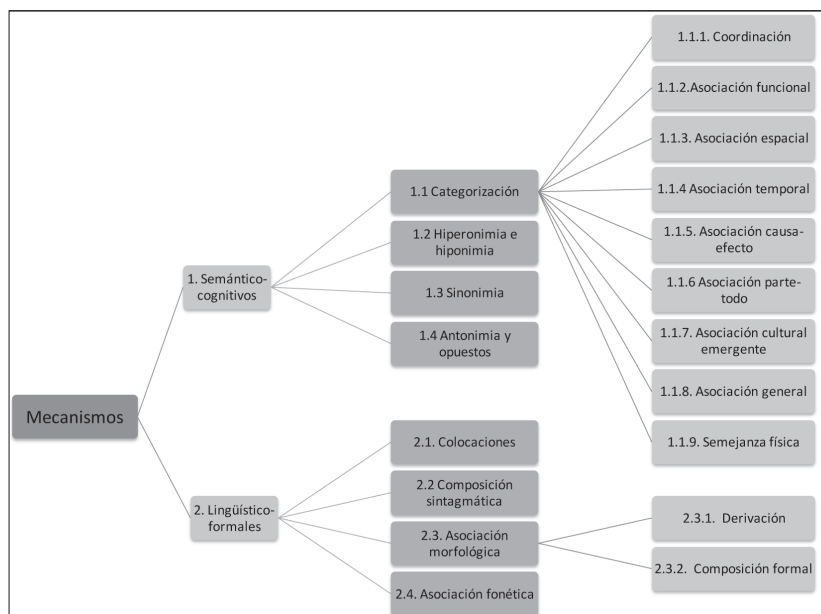 Mecanismos
1. Semántico-
cognitivos
1.1 Categorización
1.1.1. Coordinación
1.1.2.Asociación funcional
1.1.3. Asociación espacial
1.1.4 Asociación temporal
1.1.5. Asociación causa-
efecto
1.1.6 Asociación parte-
todo
1.1.7. Asociación cultural
emergente
1.1.8. Asociación general
1.1.9. Semejanza física
1.2 Hiperonimia e
hiponimia
1.3 Sinonimia
1.4 Antonimia y
opuestos
2. Lingüístico-
formales
2.1. Colocaciones
2.2 Composición
sintagmática
2.3. Asociación
morfológica
2.3.1. Derivación
2.3.2. Composición formal
2.4. Asociación fonética